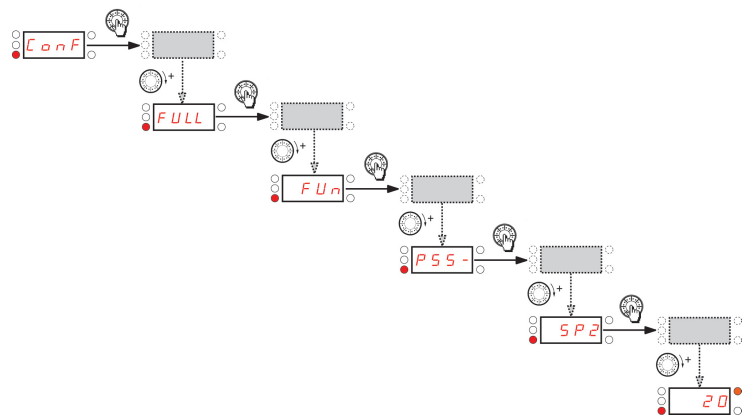 ConF
+
FULL
+
FUn
+
PSS-
+
SP2
+
20